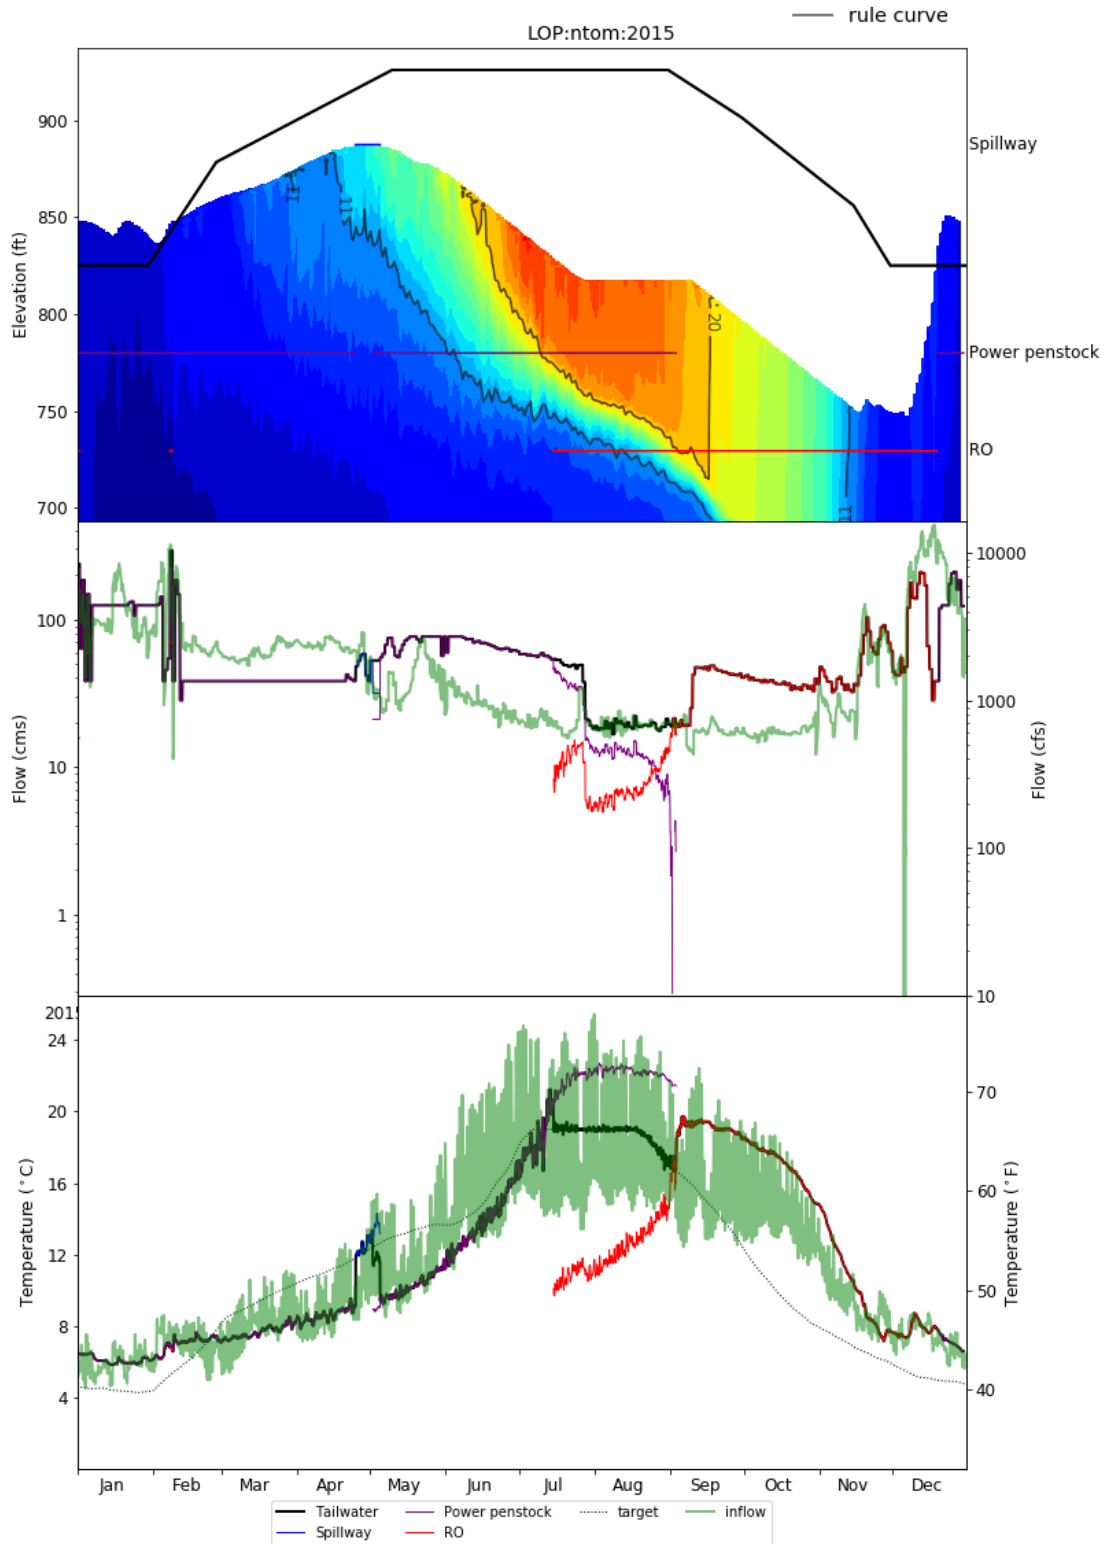 rule curve
LOP:ntom:2015
Elevation (ft)
900
850
800
750
700
Spillway
Power penstock
RO
11
11
20
11
Flow (cms)
100
10
1
10000
1000
100
10
Flow (cfs)
2015
Temperature (°C)
24
20
16
12
8
4
70
60
50
40
Temperature (°F)
Jan Feb Mar Apr May Jun Jul Aug Sep Oct Nov Dec
Tailwater Power penstock target inflow
Spillway RO